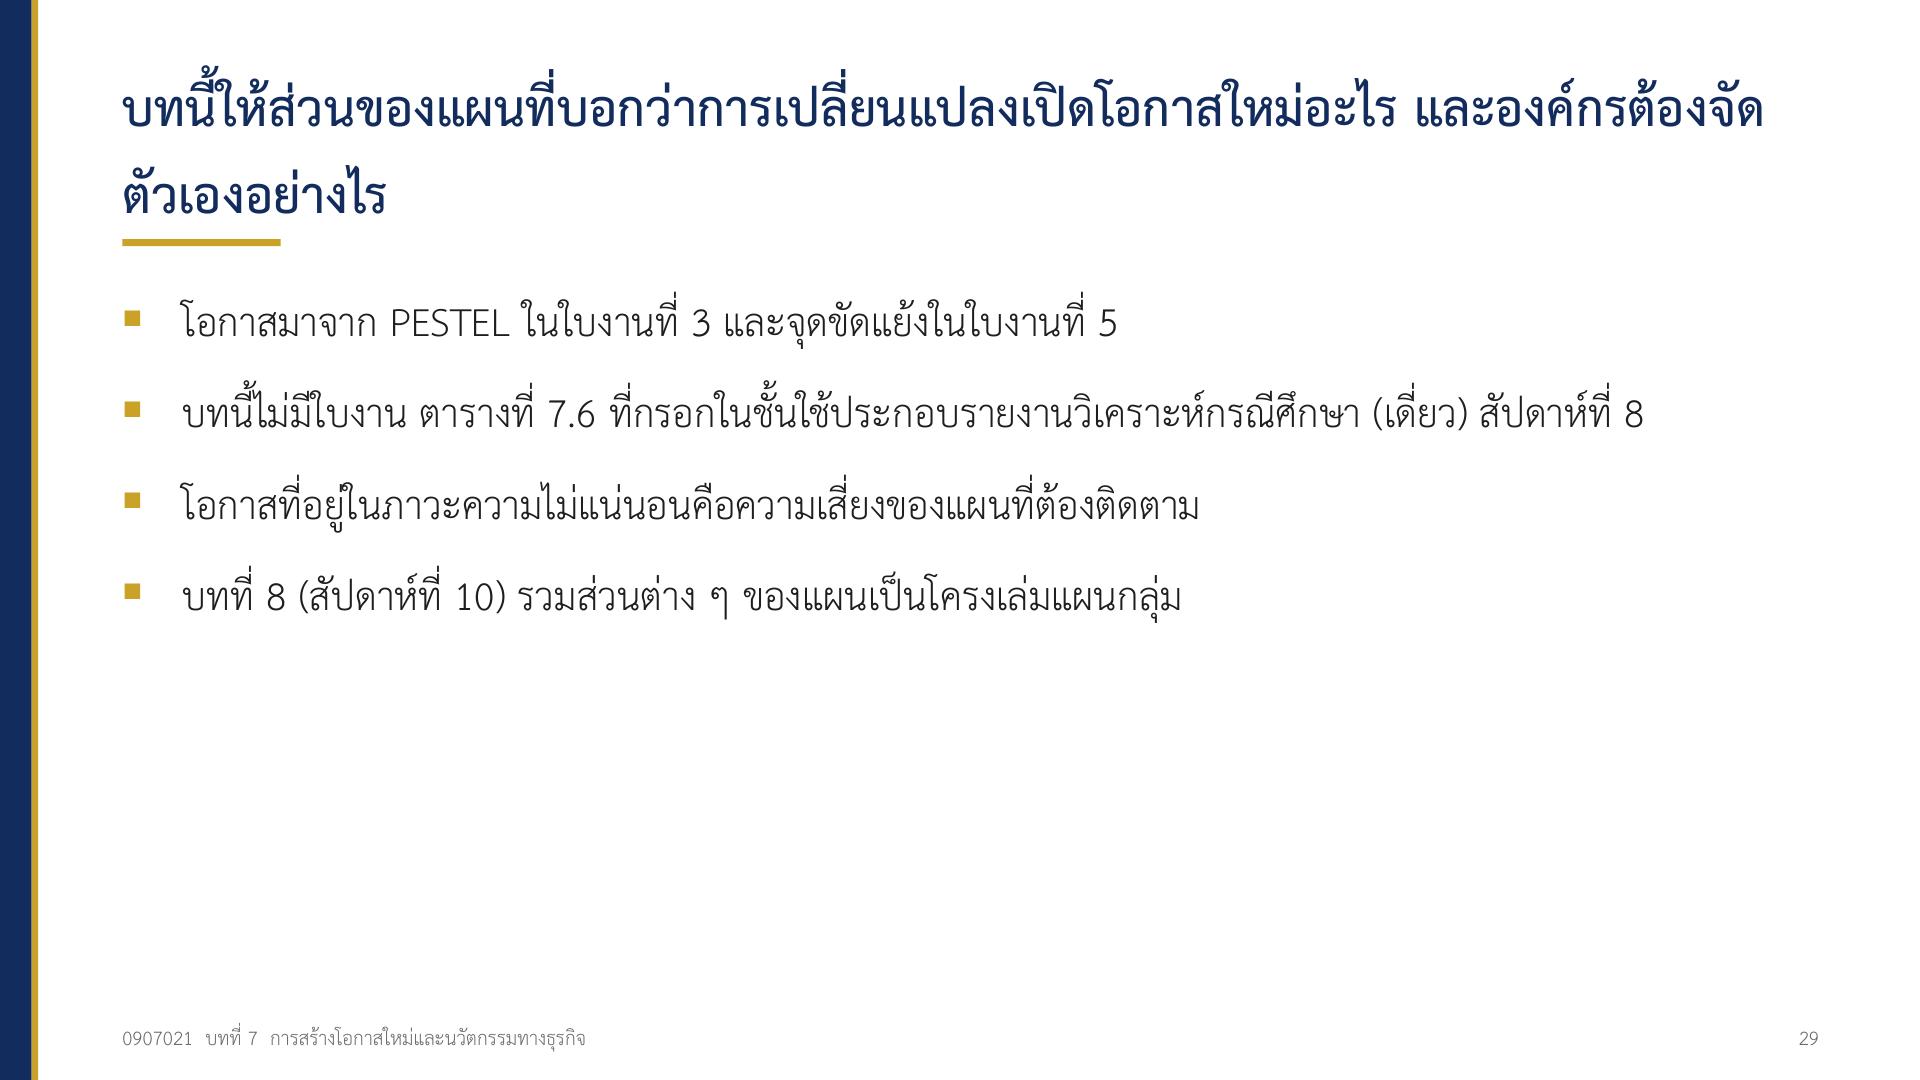 บทนี้ให้ส่วนของแผนที่บอกว่าการเปลี่ยนแปลงเปิดโอกาสใหม่อะไร และองค์กรต้องจัด
ตัวเองอย่างไร
▪ โอกาสมาจาก PESTEL ในใบงานที่ 3 และจุดขัดแย้งในใบงานที่ 5
▪ บทนี้ไม่มีใบงาน ตารางที่ 7.6 ที่กรอกในชั้นใช้ประกอบรายงานวิเคราะห์กรณีศึกษา (เดี่ยว) สัปดาห์ที่ 8
▪ โอกาสที่อยู่ในภาวะความไม่แน่นอนคือความเสี่ยงของแผนที่ต้องติดตาม
▪ บทที่ 8 (สัปดาห์ที่ 10) รวมส่วนต่าง ๆ ของแผนเป็นโครงเล่มแผนกลุ่ม
0907021 บทที่ 7 การสร้างโอกาสใหม่และนวัตกรรมทางธุรกิจ
29